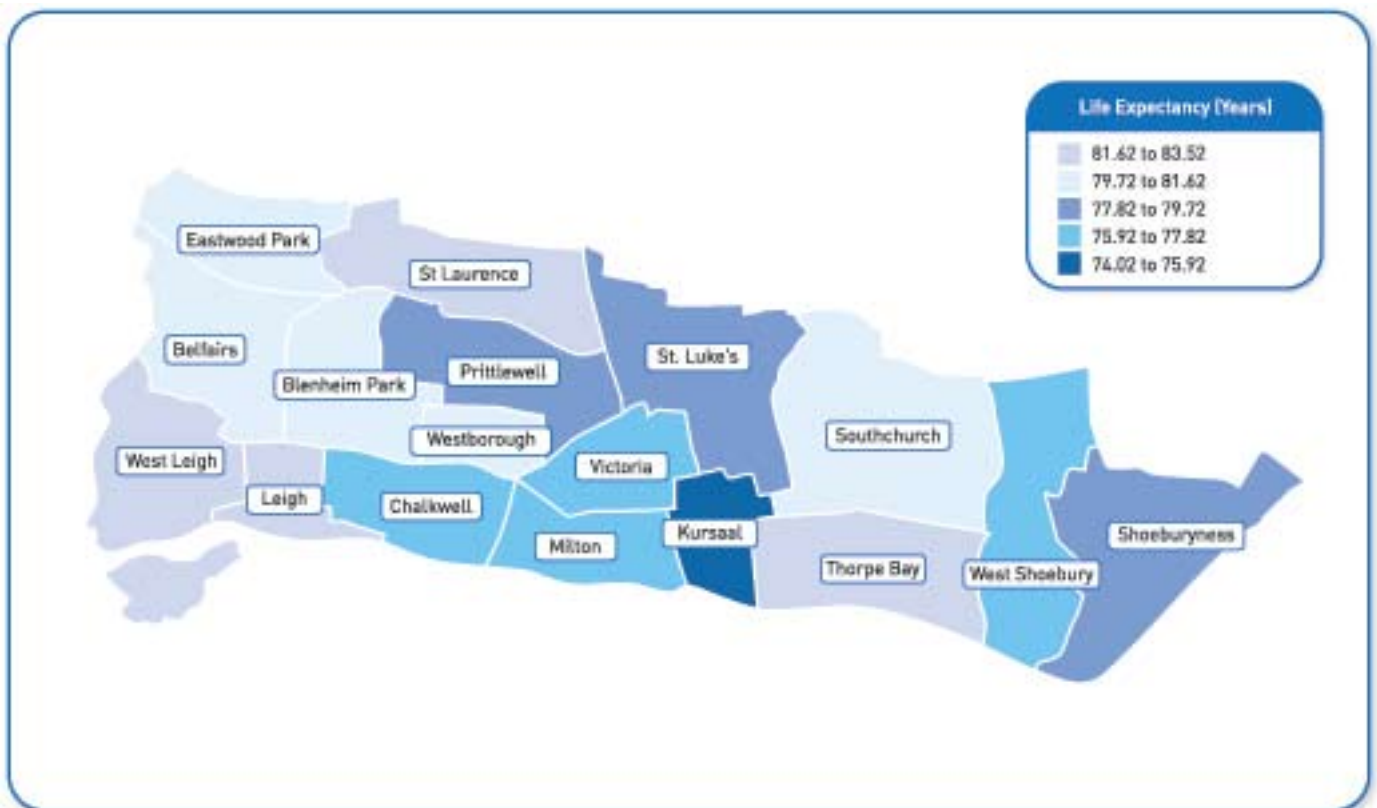 Life Expectancy (Years)
81.62 to 83.52
79.72 to 81.62
77.82 to 79.72
75.92 to 77.82
74.02 to 75.92
Eastwood Park
St Laurence
Belfairs
Blenheim Park
Prittlewell
St. Luke's
Westborough
Southchurch
West Leigh
Leigh
Chalkwell
Victoria
Milton
Kursaal
Thorpe Bay
West Shoebury
Shoeburyness